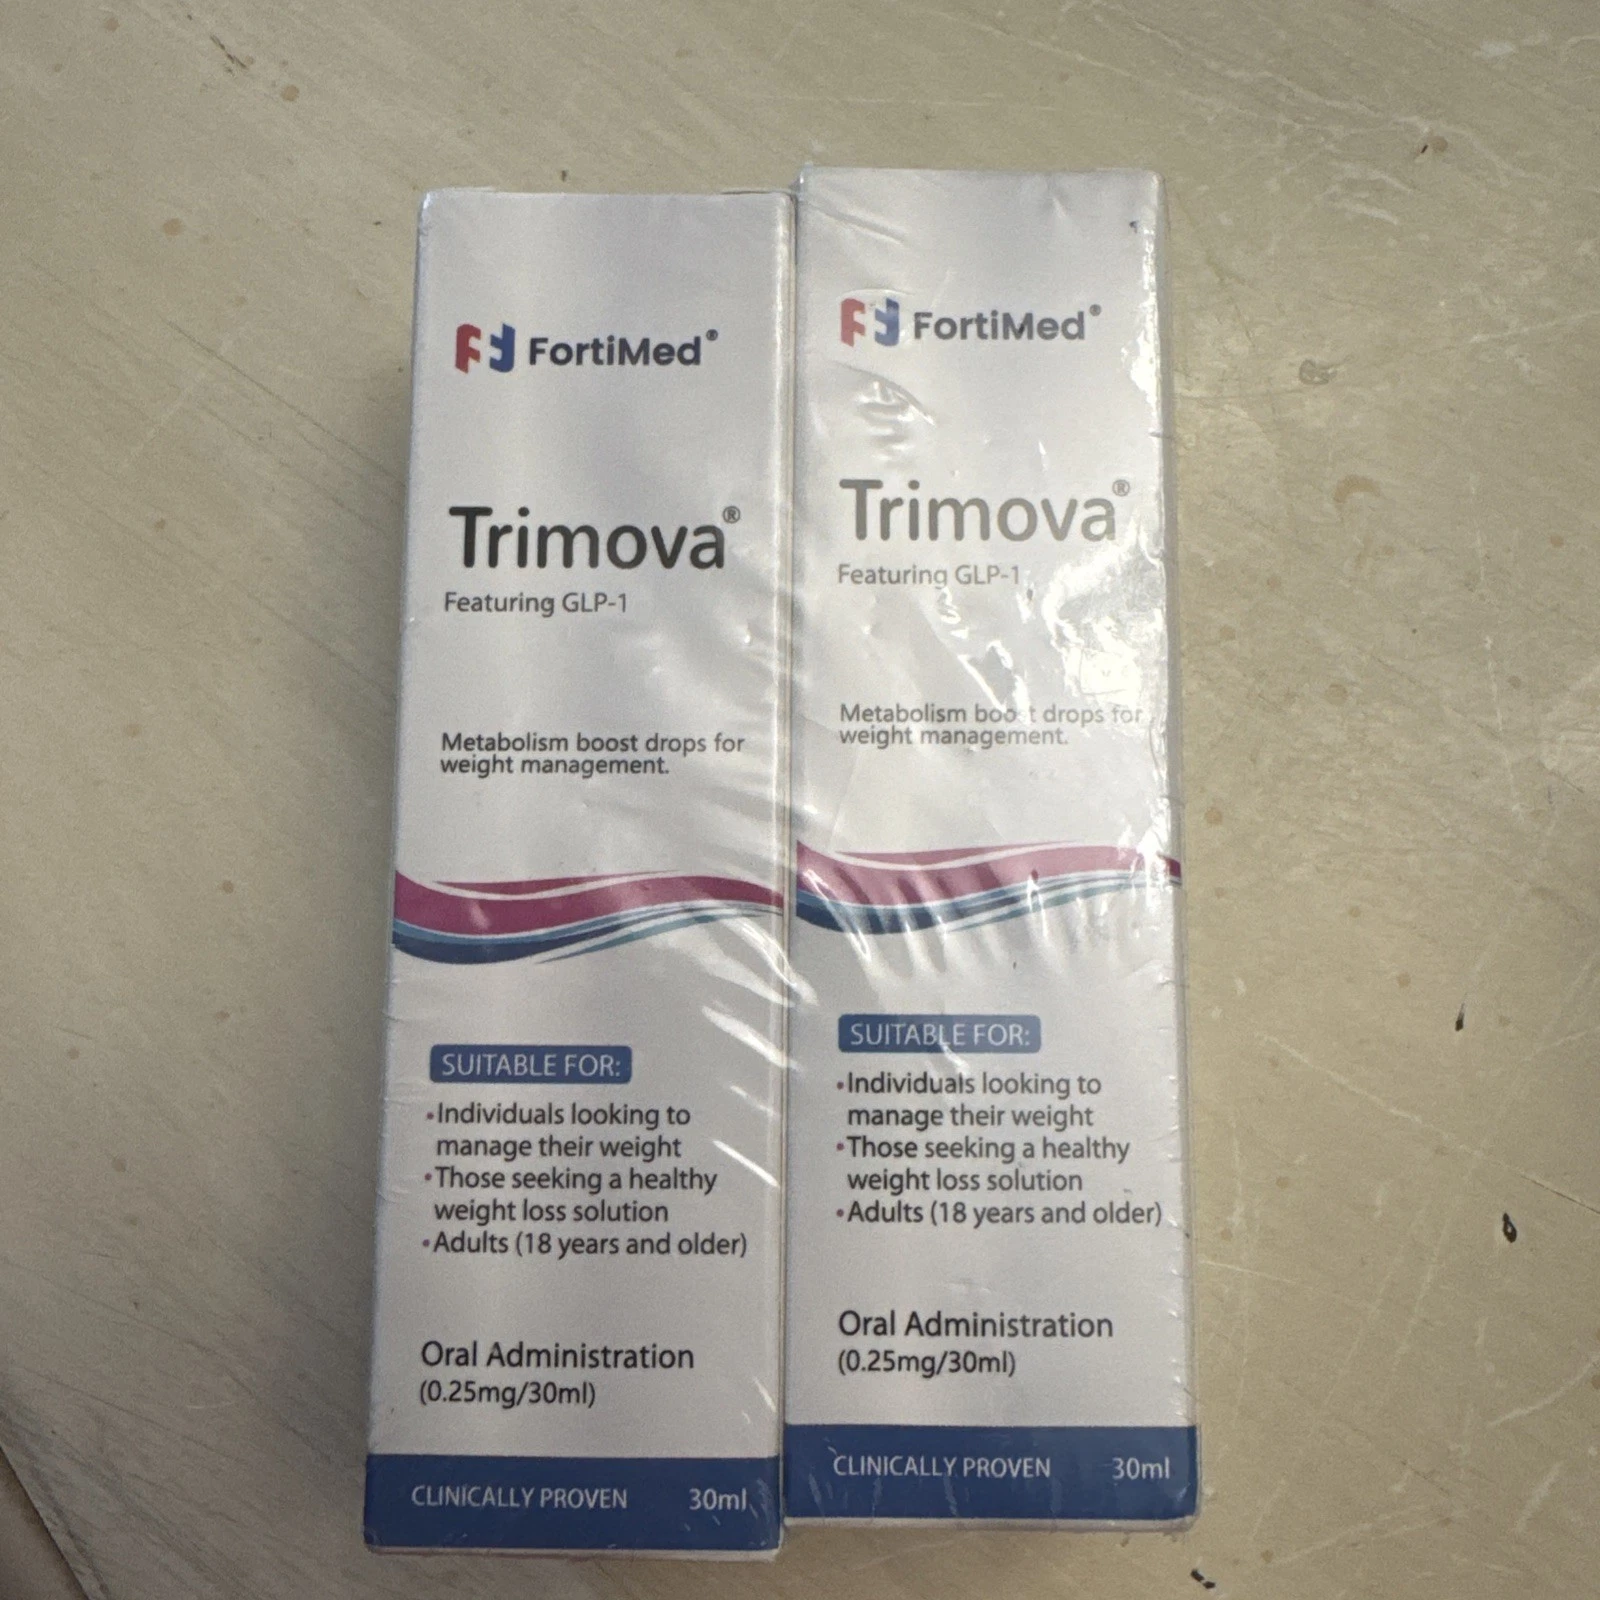 FortiMed®
Trimova®
Featuring GLP-1
Metabolism boost drops for
weight management.
SUITABLE FOR:
•Individuals looking to
manage their weight
•Those seeking a healthy
weight loss solution
•Adults (18 years and older)
Oral Administration
(0.25mg/30ml)
CLINICALLY PROVEN 30ml
FortiMed®
Trimova®
Featuring GLP-1
Metabolism boost drops for
weight management.
SUITABLE FOR:
•Individuals looking to
manage their weight
•Those seeking a healthy
weight loss solution
•Adults (18 years and older)
Oral Administration
(0.25mg/30ml)
CLINICALLY PROVEN 30ml